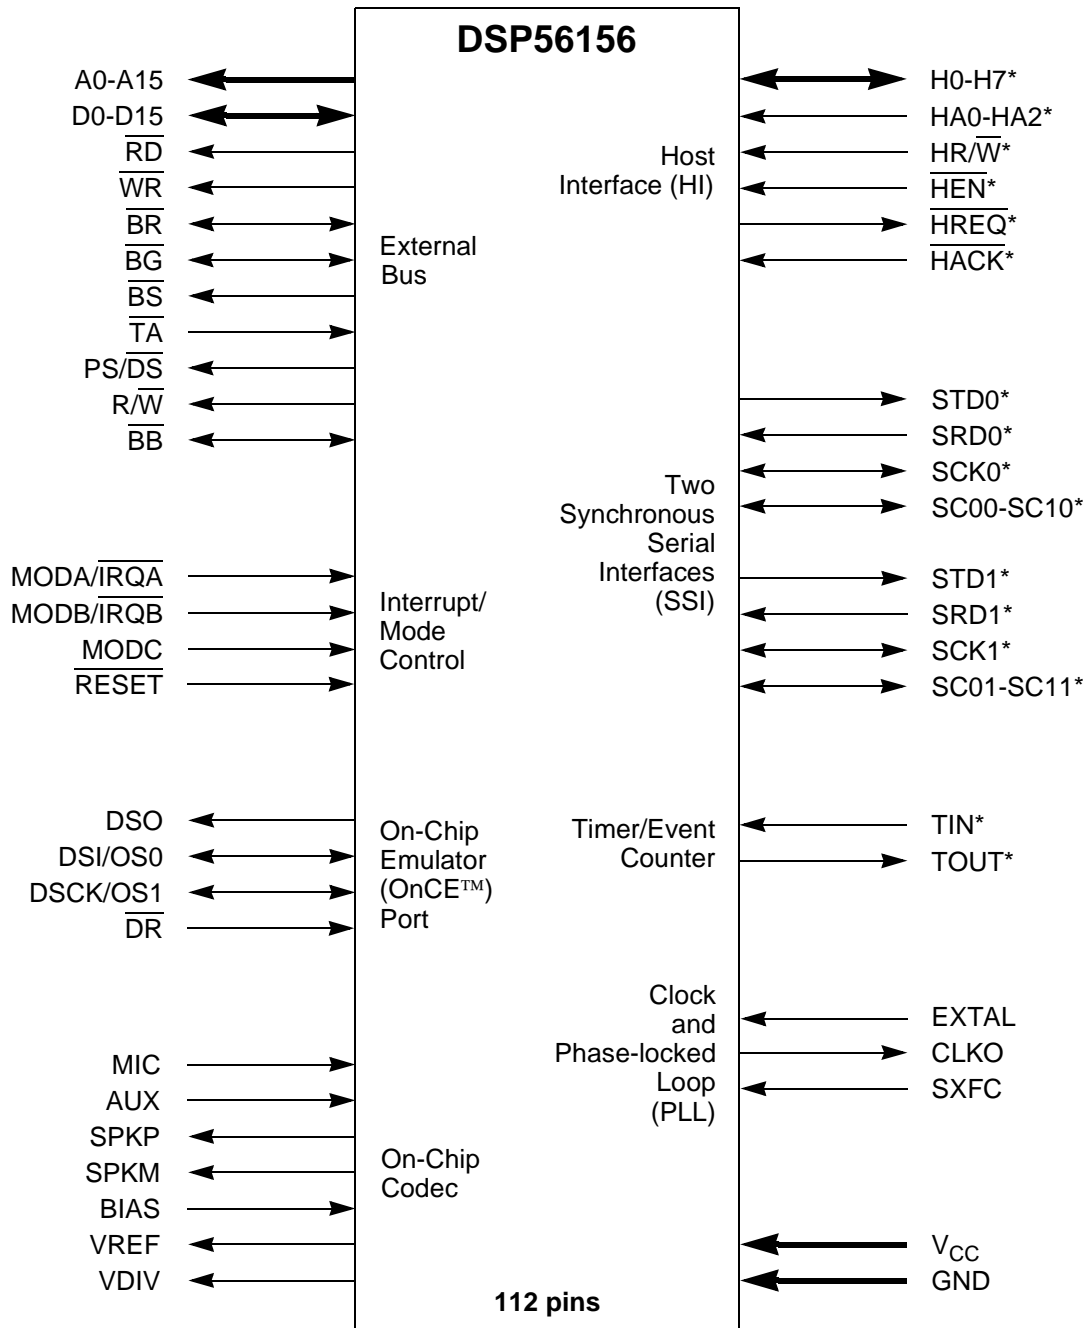 DSP56156
A0-A15
D0-D15
RD
WR
BR
BG
BS
TA
PS/DS
R/W
BB
External
Bus
MODA/IRQA
MODB/IRQB
MODC
RESET
Interrupt/
Mode
Control
DSO
DSI/OS0
DSCK/OS1
DR
On-Chip
Emulator
(OnCE™)
Port
MIC
AUX
SPKP
SPKM
BIAS
VREF
VDIV
On-Chip
Codec
Host
Interface (HI)
H0-H7*
HA0-HA2*
HR/W*
HEN*
HREQ*
HACK*
Two
Synchronous
Serial
Interfaces
(SSI)
STD0*
SRD0*
SCK0*
SC00-SC10*
STD1*
SRD1*
SCK1*
SC01-SC11*
Timer/Event
Counter
TIN*
TOUT*
Clock
and
Phase-locked
Loop
(PLL)
EXTAL
CLKO
SXFC
VCC
GND
112 pins